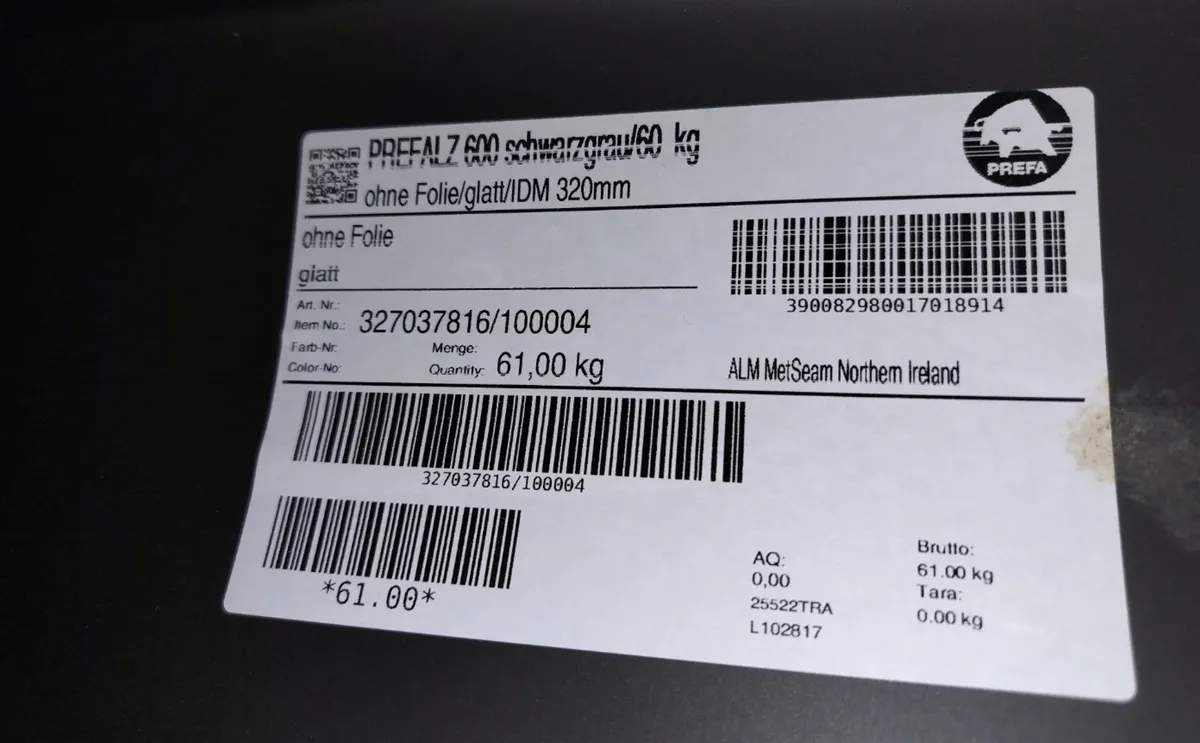 PREFALZ 600 schwarzgrau/60 kg
ohne Folie/glatt/IDM 320mm
PREFA
ohne Folie
glatt
390082980017018914
Art. Nr.:
Item No.: 327037816/100004
Farb-Nr: Menge:
Color-No: Quantity: 61,00 kg
ALM MetSeam Northern Ireland
327037816/100004
*61.00*
AQ:
0,00
25522TRA
L102817
Brutto:
61.00 kg
Tara:
0.00 kg